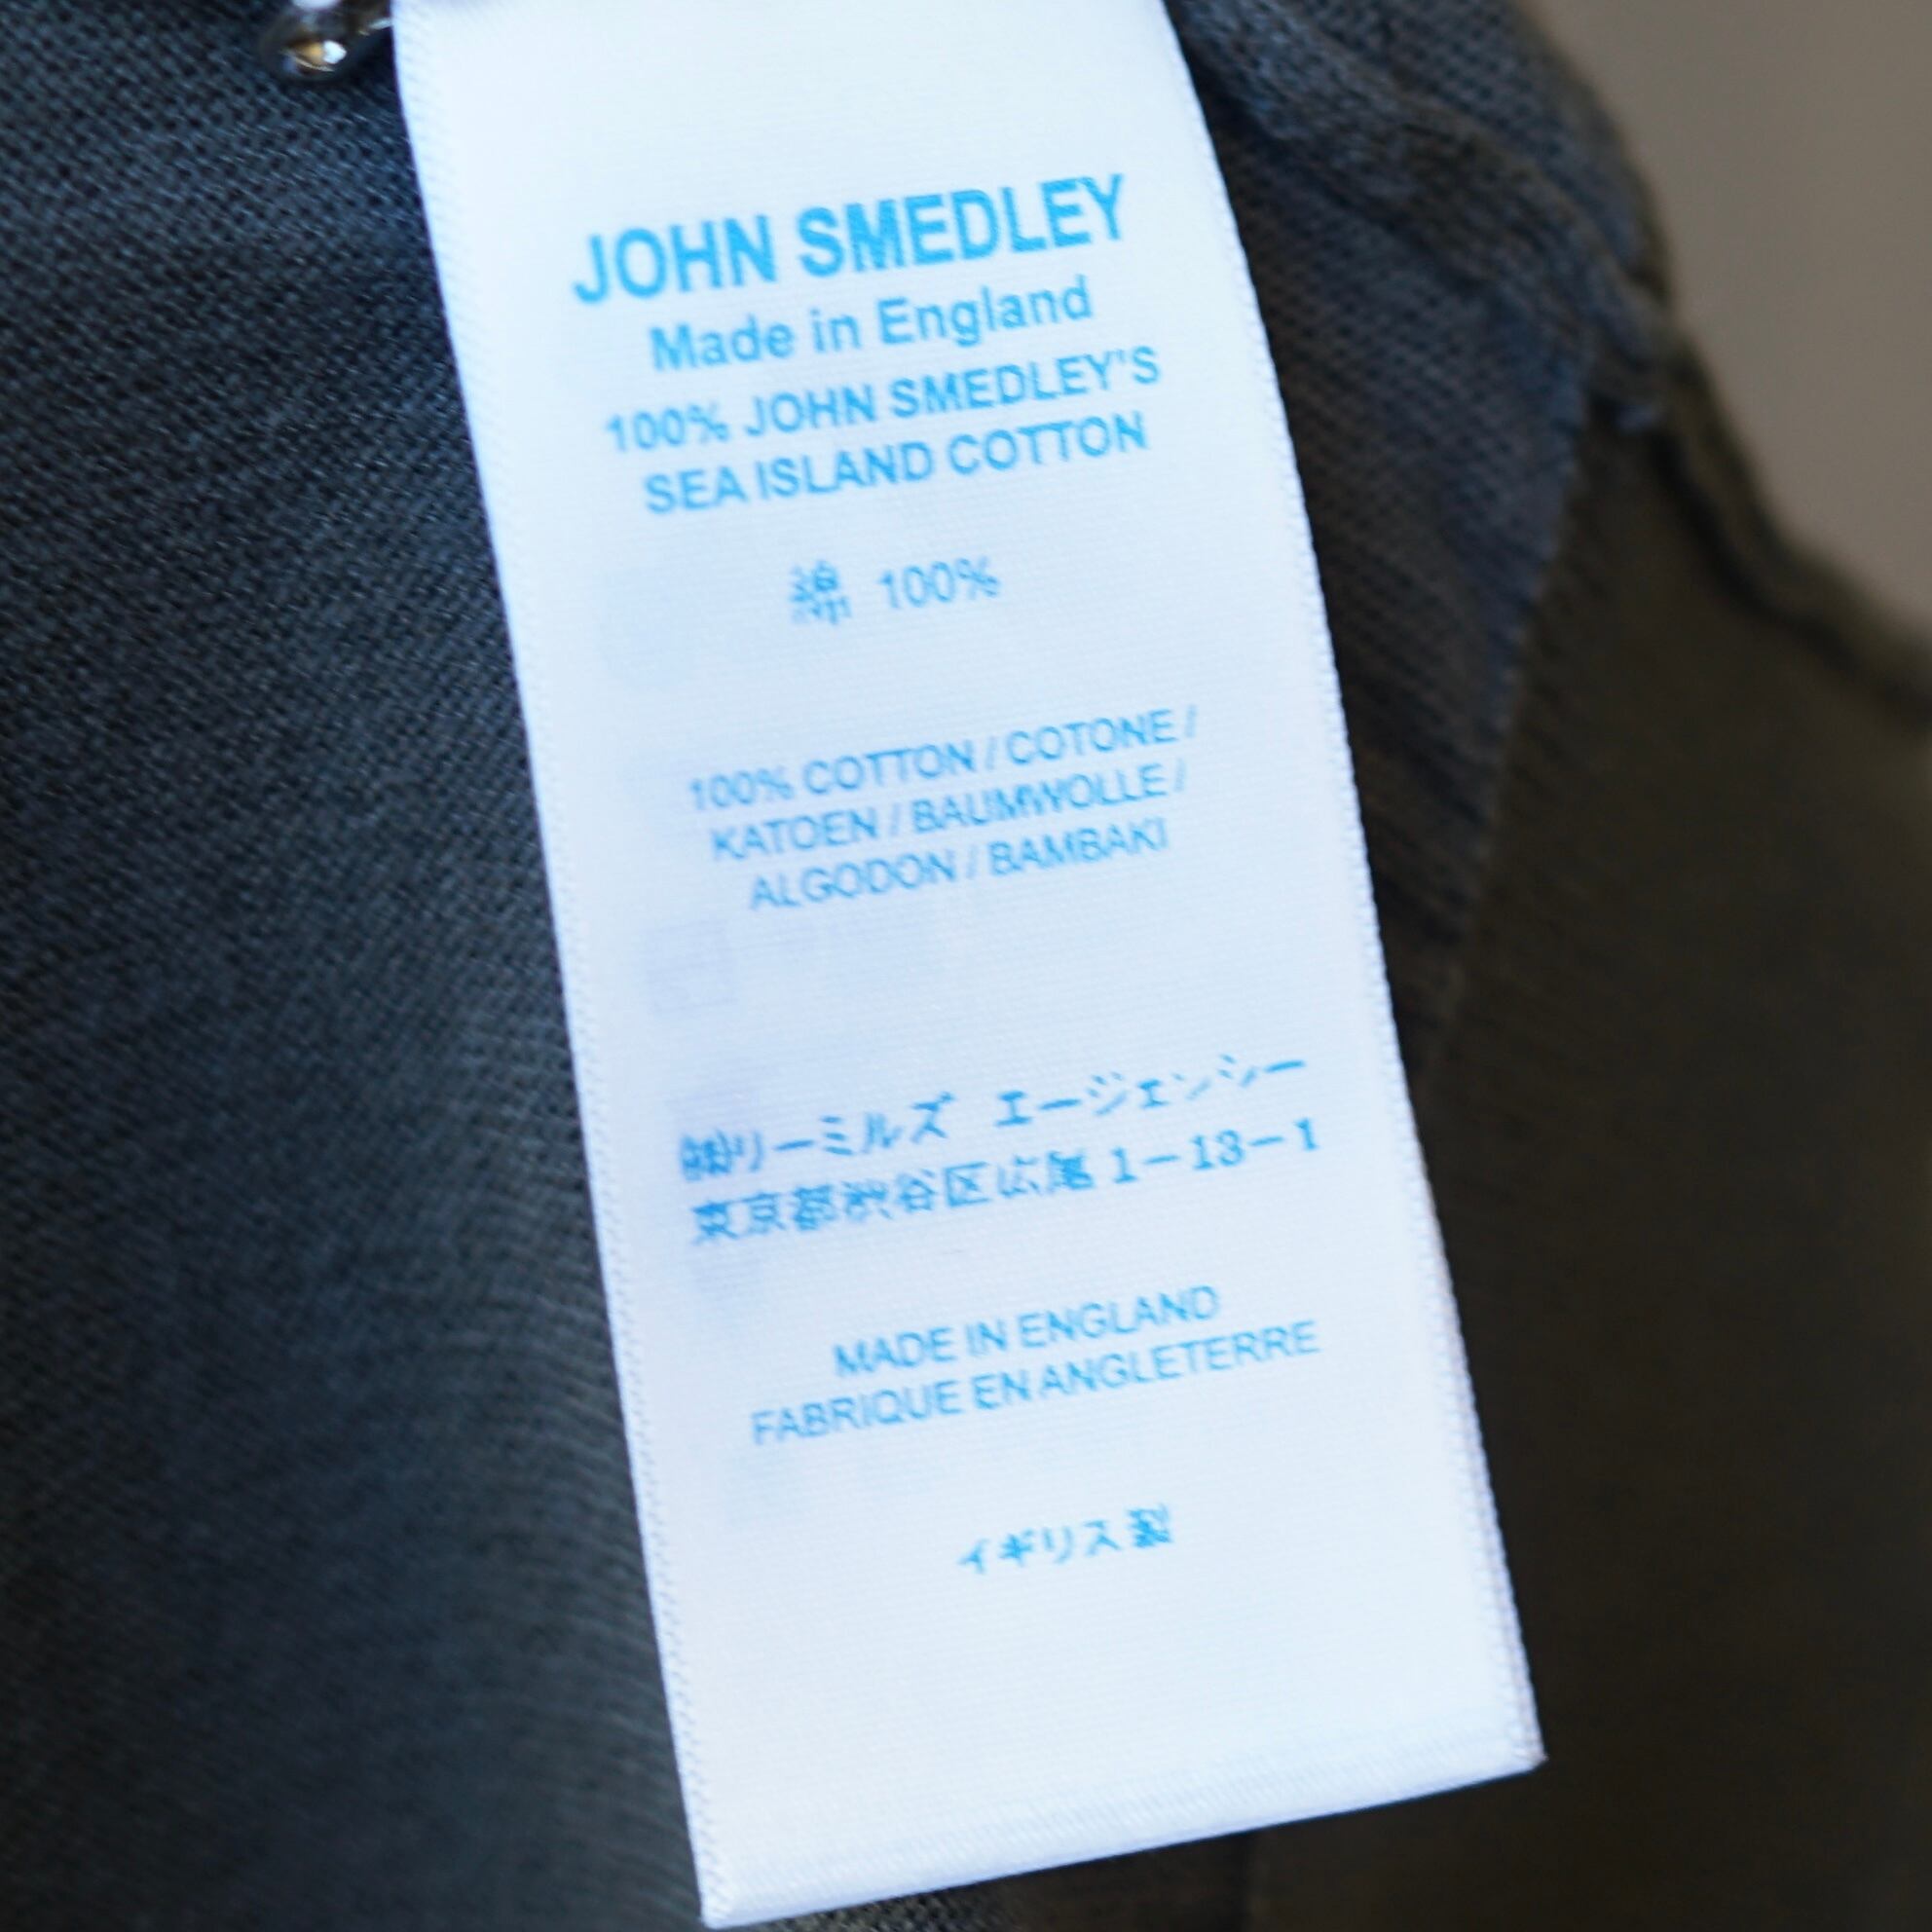 JOHN SMEDLEY
Made in England
100% JOHN SMEDLEY'S
SEA ISLAND COTTON
綿 100%
100% COTTON / COTONE /
KATOEN / BAUMWOLLE /
ALGODON / BAMBAKI
㈱リーミルズ エージェンシー
東京都渋谷区広尾1-13-1
MADE IN ENGLAND
FABRIQUE EN ANGLETERRE
イギリス製